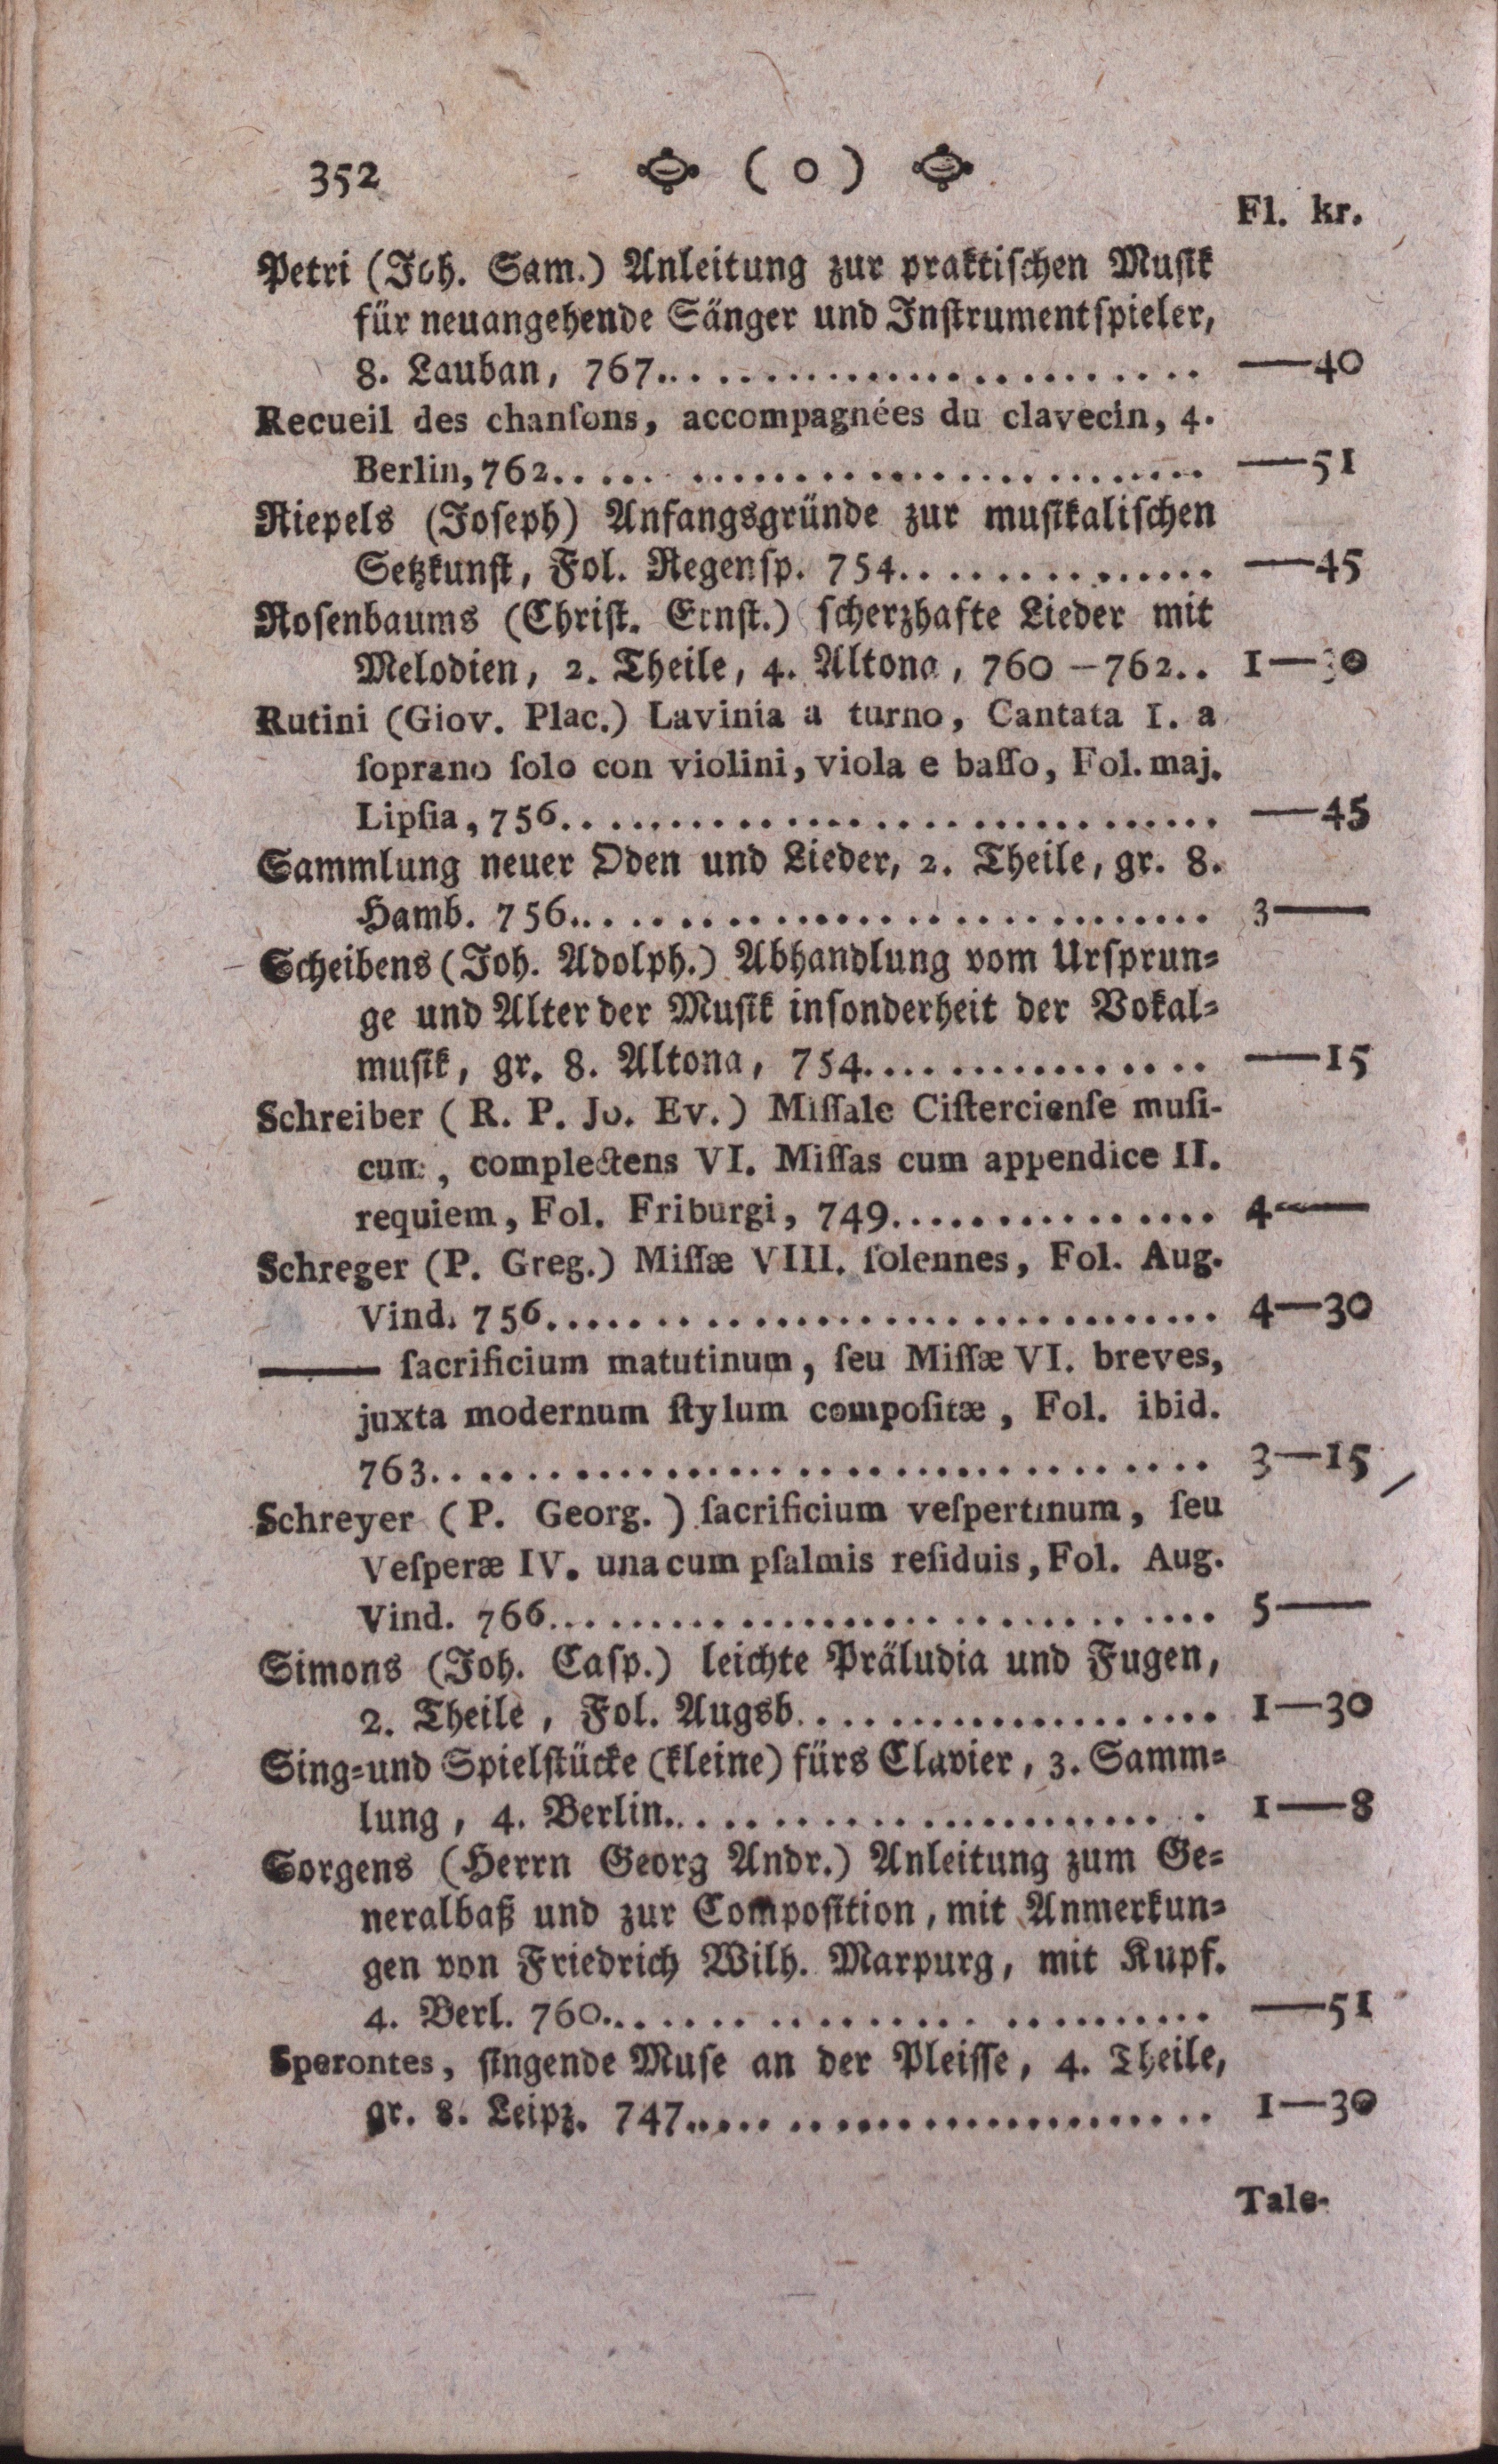 352 ( o )
Fl. kr.
Petri (Joh. Sam.) Anleitung zur praktiſchen Muſik
für neuangehende Sänger und Inſtrumentſpieler,
8. Lauban, 767........................ —40
Recueil des chanſons, accompagnées du clavecin, 4.
Berlin, 762........................... —51
Riepels (Joſeph) Anfangsgründe zur muſikaliſchen
Setzkunſt, Fol. Regenſp. 754.............. —45
Roſenbaums (Chriſt. Ernſt.) ſcherzhafte Lieder mit
Melodien, 2. Theile, 4. Altona, 760 — 762.. 1—30
Rutini (Giov. Plac.) Lavinia a turno, Cantata I. a
ſoprano ſolo con violini, viola e baſſo, Fol. maj.
Lipſia, 756............................ —45
Sammlung neuer Oden und Lieder, 2. Theile, gr. 8.
Hamb. 756............................ 3—
Scheibens (Joh. Adolph.) Abhandlung vom Urſprun-
ge und Alter der Muſik inſonderheit der Vokal-
muſik, gr. 8. Altona, 754................ —15
Schreiber (R. P. Jo. Ev.) Miſſale Ciſtercienſe muſi-
cum, complectens VI. Miſſas cum appendice II.
requiem, Fol. Friburgi, 749............... 4—
Schreger (P. Greg.) Miſſæ VIII. ſolennes, Fol. Aug.
Vind. 756............................. 4—30
—— ſacrificium matutinum, ſeu Miſſæ VI. breves,
juxta modernum ſtylum compoſitæ, Fol. ibid.
763................................. 3—15
Schreyer (P. Georg.) ſacrificium veſpertinum, ſeu
Veſperæ IV. una cum pſalmis reſiduis, Fol. Aug.
Vind. 766............................. 5—
Simons (Joh. Caſp.) leichte Präludia und Fugen,
2. Theile, Fol. Augsb................... 1—30
Sing-und Spielſtücke (kleine) fürs Clavier, 3. Samm-
lung, 4. Berlin........................ 1—8
Sorgens (Herrn Georg Andr.) Anleitung zum Ge-
neralbaß und zur Compoſition, mit Anmerkun-
gen von Friedrich Wilh. Marpurg, mit Kupf.
4. Berl. 760.......................... —51
Sperontes, ſingende Muſe an der Pleiſſe, 4. Theile,
gr. 8. Leipz. 747....................... 1—30
Tale-